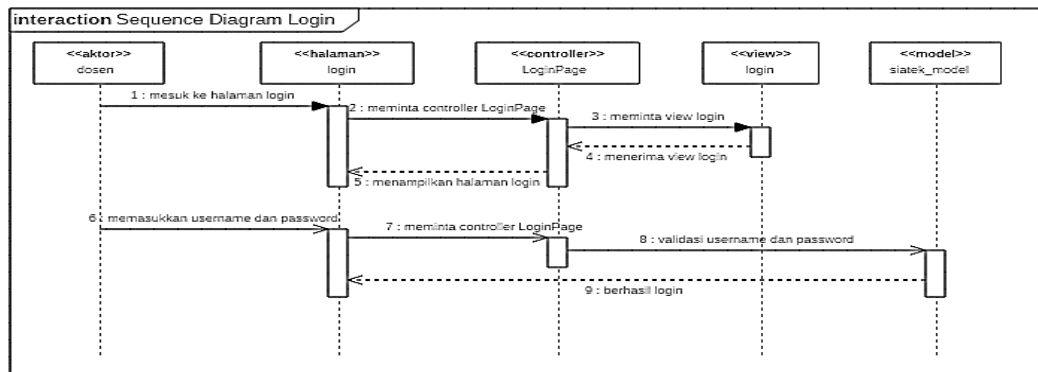 interaction Sequence Diagram Login
<<aktor>>
dosen
<<halaman>>
login
<<controller>>
LoginPage
<<view>>
login
<<model>>
siatek_model
1 : mesuk ke halaman login
2 : meminta controller LoginPage
3 : meminta view login
4 : menerima view login
5 : menampilkan halaman login
6 : memasukkan username dan password
7 : meminta controller LoginPage
8 : validasi username dan password
9 : berhasil login